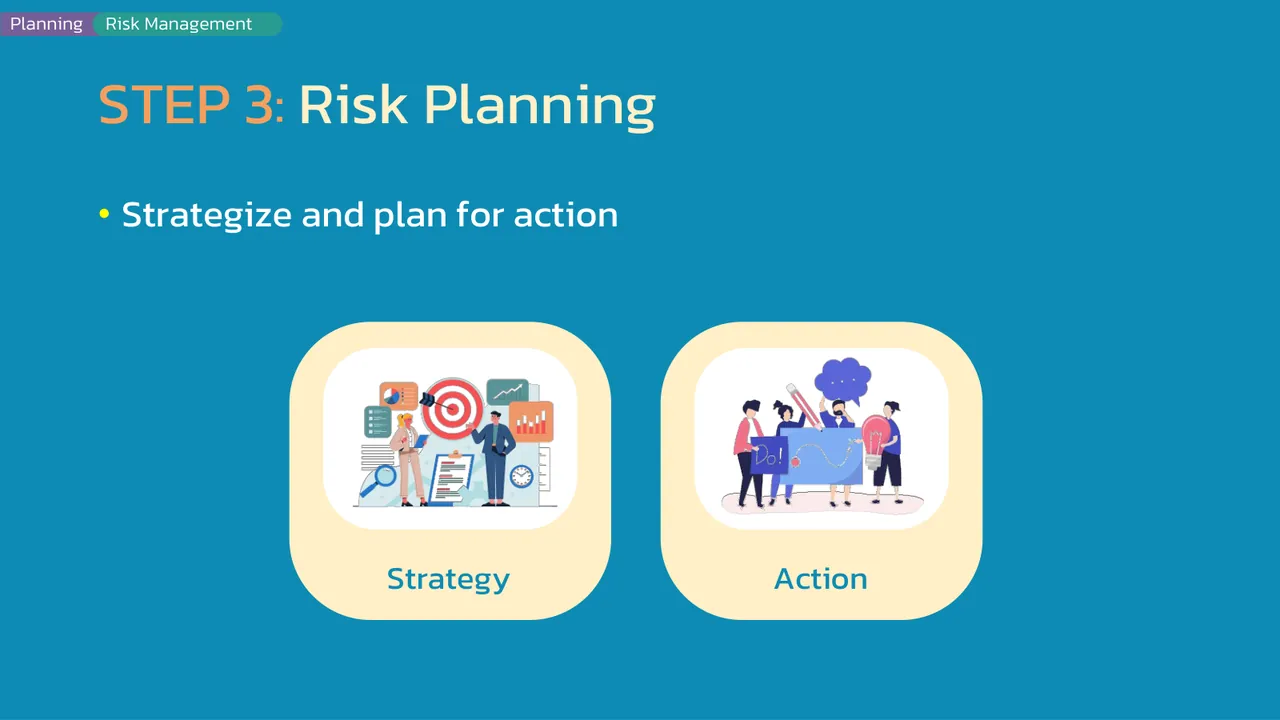 Planning Risk Management
STEP 3: Risk Planning
• Strategize and plan for action
Do!
Strategy
Action